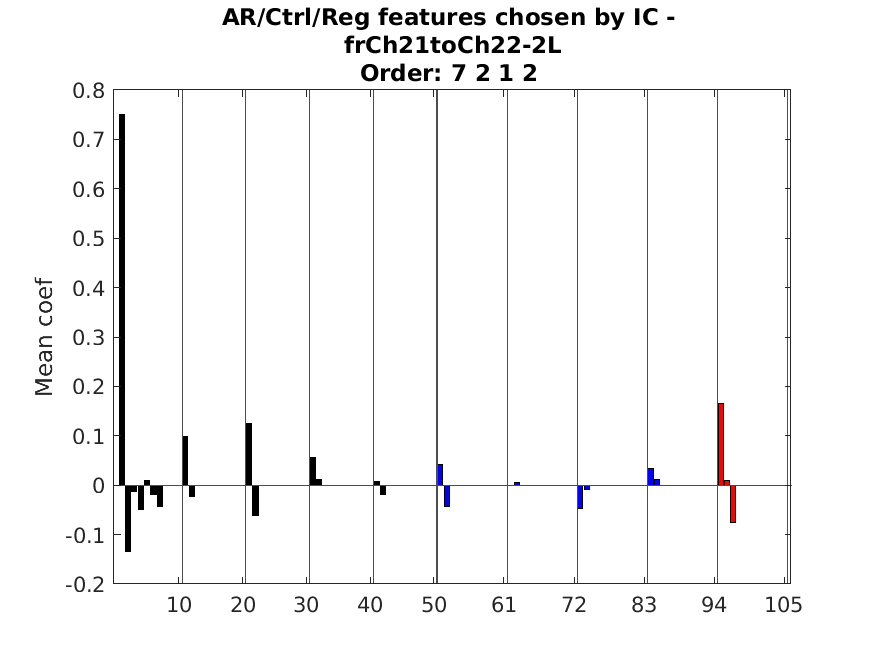 AR/Ctrl/Reg features chosen by IC -
frCh21toCh22-2L
Order: 7 2 1 2
0.8
0.7
0.6
0.5
0.4
0.3
0.2
0.1
0
-0.1
-0.2
Mean coef
10 20 30 40 50 61 72 83 94 105